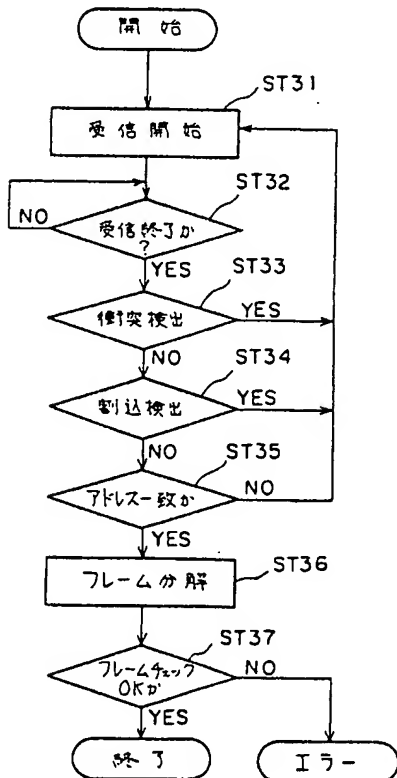 開始
ST31
受信開始
ST32
NO
受信終了か
?
YES
ST33
衝突検出
YES
NO
ST34
割込検出
YES
NO
ST35
アドレス一致か
NO
YES
ST36
フレーム分解
ST37
フレームチェック
OKか
NO
YES
終了
エラー